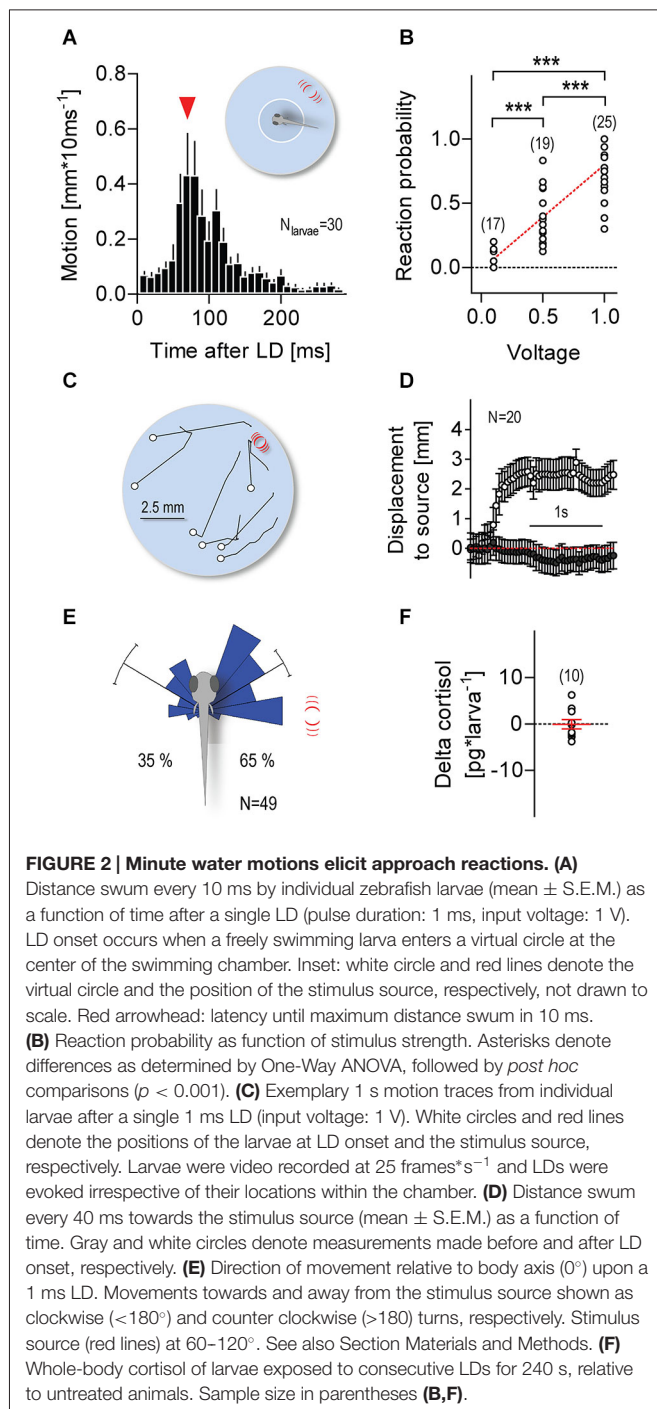 A
0.8
0.6
0.4
0.2
0.0
Motion [mm*10ms⁻¹]
N_larvae=30
0 100 200
Time after LD [ms]
B
***
***
***
(25)
(19)
(17)
1.0
0.5
0.0
Reaction probability
0.0 0.5 1.0
Voltage
C
2.5 mm
D
N=20
4
3
2
1
0
Displacement
to source [mm]
1s
E
35 % 65 %
N=49
F
(10)
10
0
-10
Delta cortisol
[pg*larva⁻¹]
FIGURE 2 | Minute water motions elicit approach reactions. (A)
Distance swum every 10 ms by individual zebrafish larvae (mean ± S.E.M.) as
a function of time after a single LD (pulse duration: 1 ms, input voltage: 1 V).
LD onset occurs when a freely swimming larva enters a virtual circle at the
center of the swimming chamber. Inset: white circle and red lines denote the
virtual circle and the position of the stimulus source, respectively, not drawn to
scale. Red arrowhead: latency until maximum distance swum in 10 ms.
(B) Reaction probability as function of stimulus strength. Asterisks denote
differences as determined by One-Way ANOVA, followed by post hoc
comparisons (p < 0.001). (C) Exemplary 1 s motion traces from individual
larvae after a single 1 ms LD (input voltage: 1 V). White circles and red lines
denote the positions of the larvae at LD onset and the stimulus source,
respectively. Larvae were video recorded at 25 frames*s⁻¹ and LDs were
evoked irrespective of their locations within the chamber. (D) Distance swum
every 40 ms towards the stimulus source (mean ± S.E.M.) as a function of
time. Gray and white circles denote measurements made before and after LD
onset, respectively. (E) Direction of movement relative to body axis (0°) upon a
1 ms LD. Movements towards and away from the stimulus source shown as
clockwise (<180°) and counter clockwise (>180) turns, respectively. Stimulus
source (red lines) at 60–120°. See also Section Materials and Methods. (F)
Whole-body cortisol of larvae exposed to consecutive LDs for 240 s, relative
to untreated animals. Sample size in parentheses (B,F).